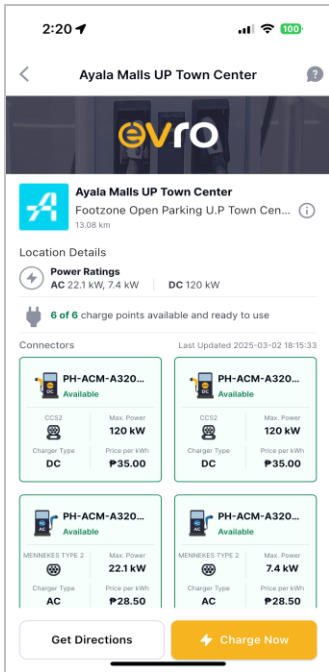 2:20
100
Ayala Malls UP Town Center
?
evro
Ayala Malls UP Town Center
Footzone Open Parking U.P Town Cen...
13.08 km
Location Details
Power Ratings
AC 22.1 kW, 7.4 kW DC 120 kW
6 of 6 charge points available and ready to use
Connectors Last Updated 2025-03-02 18:15:33
PH-ACM-A320... PH-ACM-A320...
Available Available
CCS2 Max. Power CCS2 Max. Power
120 kW 120 kW
Charger Type Price per kWh Charger Type Price per kWh
DC ₱35.00 DC ₱35.00
PH-ACM-A320... PH-ACM-A320...
Available Available
MENNEKES TYPE 2 Max. Power MENNEKES TYPE 2 Max. Power
22.1 kW 7.4 kW
Charger Type Price per kWh Charger Type Price per kWh
AC ₱28.50 AC ₱28.50
Get Directions Charge Now